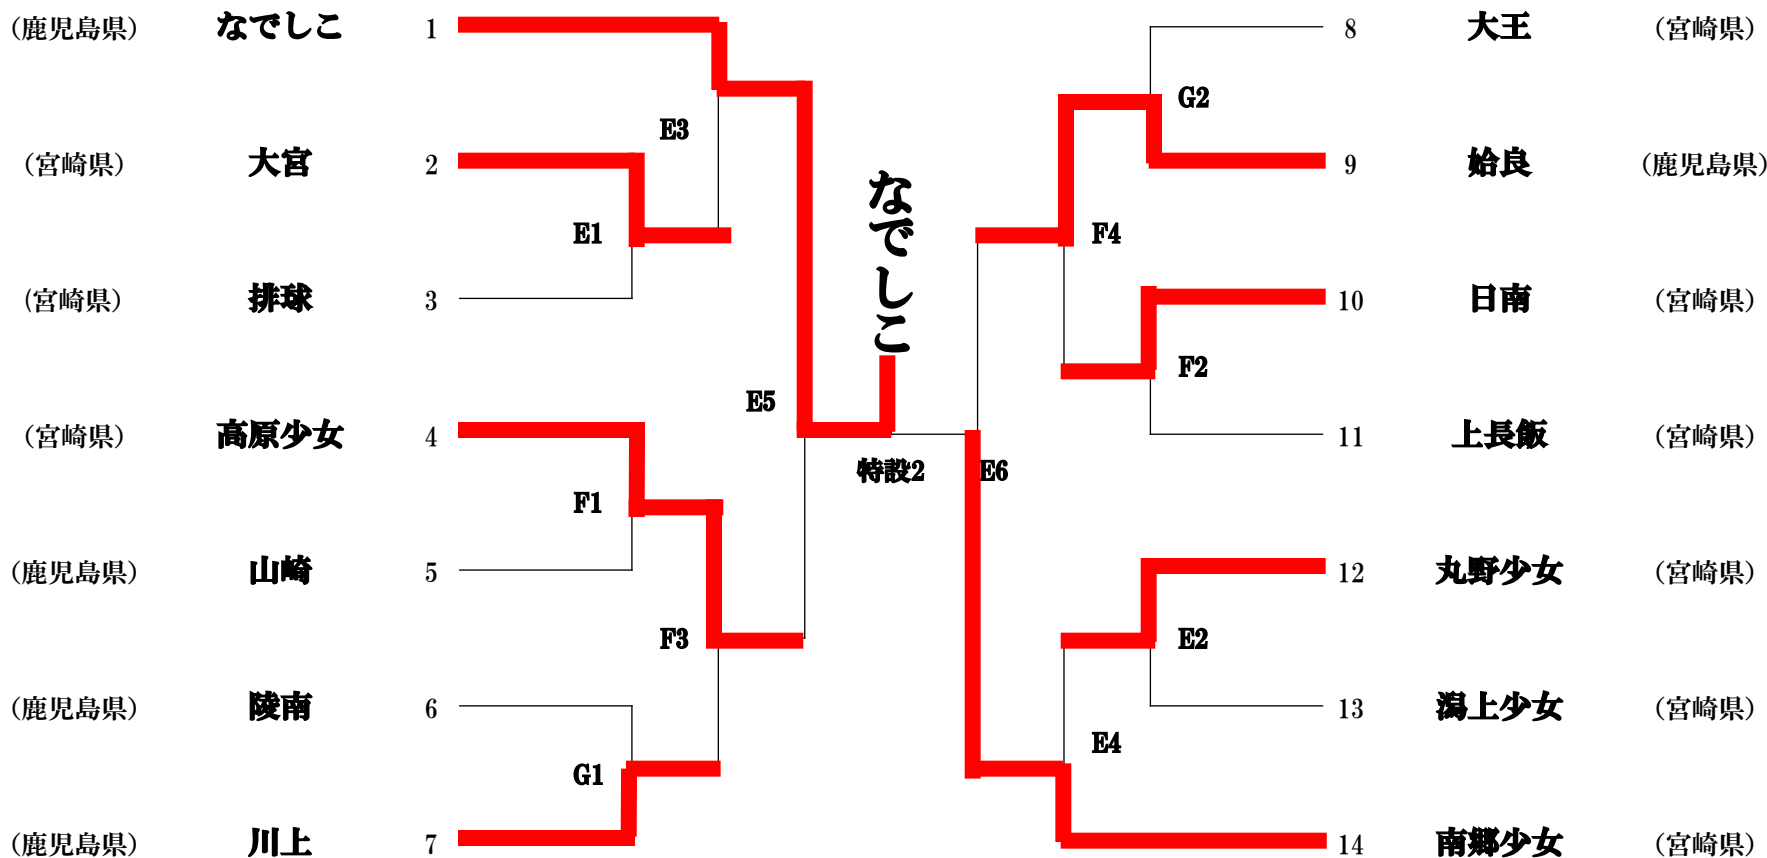 (鹿児島県) なでしこ 1
(宮崎県) 大宮 2
(宮崎県) 排球 3
(宮崎県) 高原少女 4
(鹿児島県) 山崎 5
(鹿児島県) 陵南 6
(鹿児島県) 川上 7
E3
E1
F1
F3
G1
E5
なでしこ
特設2
E6
G2
F4
F2
E2
E4
8 大王 (宮崎県)
9 姶良 (鹿児島県)
10 日南 (宮崎県)
11 上長飯 (宮崎県)
12 丸野少女 (宮崎県)
13 潟上少女 (宮崎県)
14 南郷少女 (宮崎県)